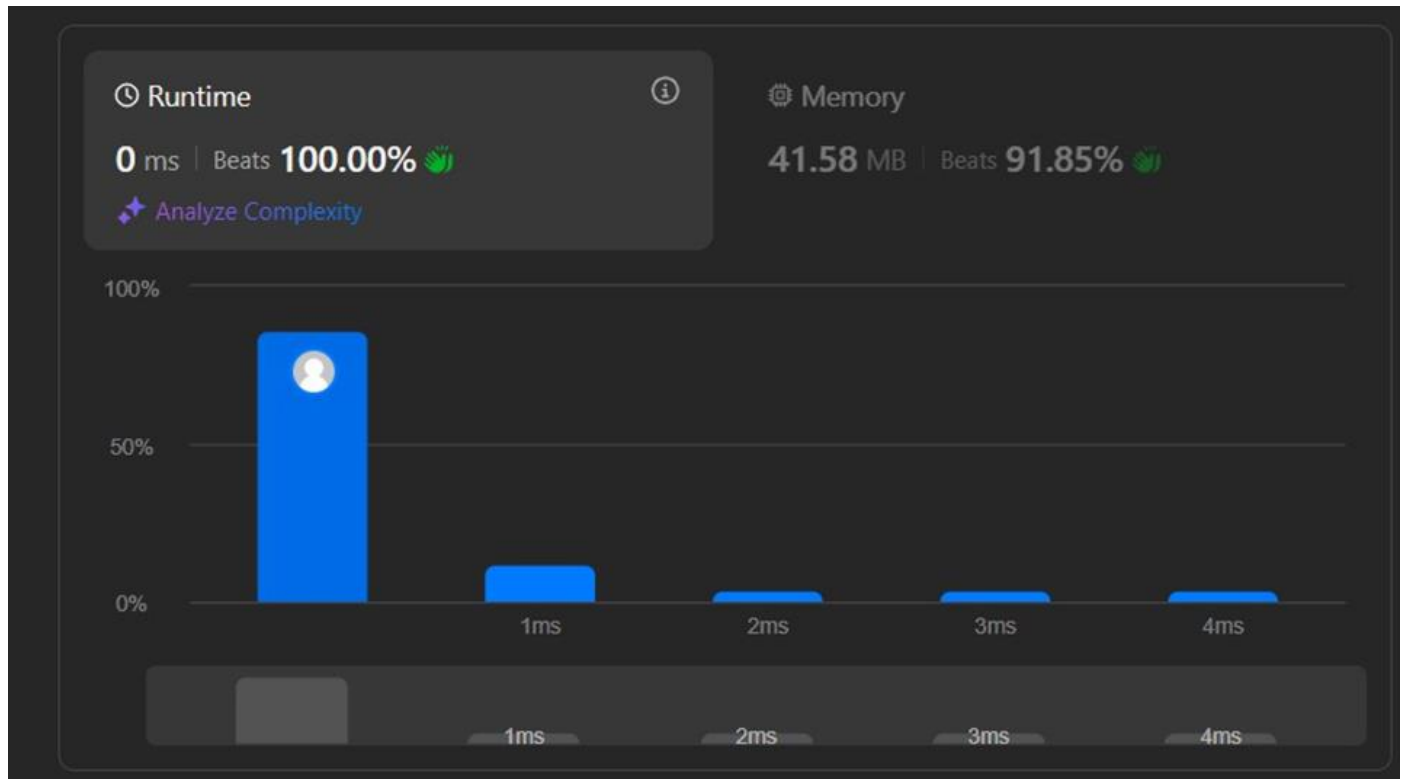 Runtime
0 ms | Beats 100.00%
Analyze Complexity
Memory
41.58 MB | Beats 91.85%
100%
50%
0%
1ms 2ms 3ms 4ms
1ms 2ms 3ms 4ms